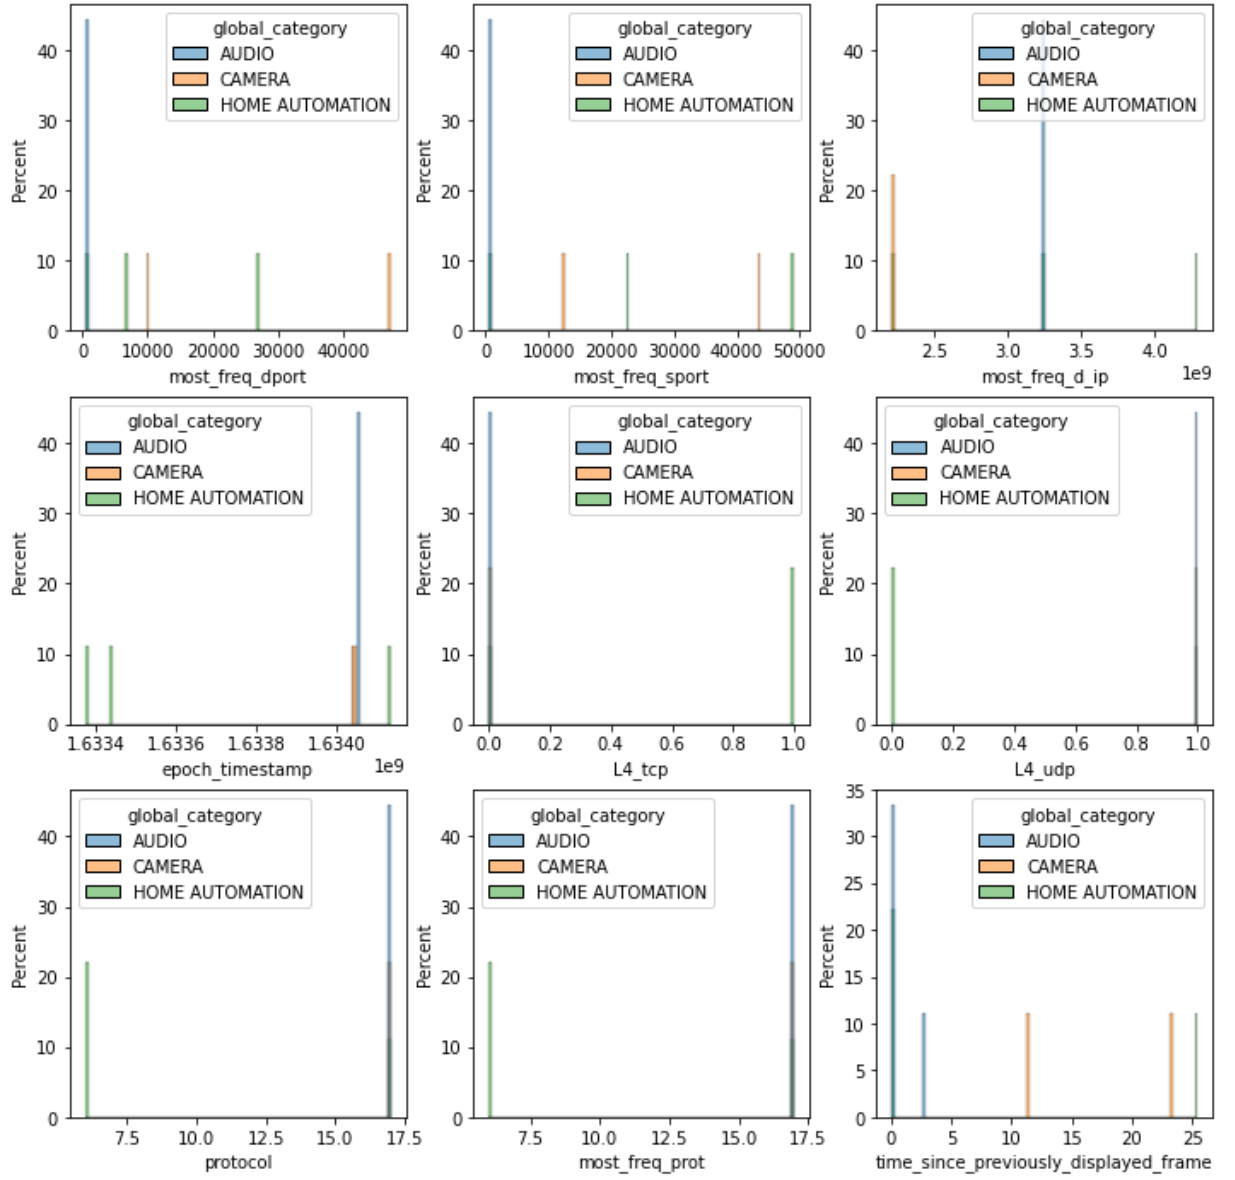 global_category
AUDIO
CAMERA
HOME AUTOMATION
Percent
40
30
20
10
0
0 10000 20000 30000 40000
most_freq_dport
global_category
AUDIO
CAMERA
HOME AUTOMATION
Percent
40
30
20
10
0
0 10000 20000 30000 40000 50000
most_freq_sport
global_category
AUDIO
CAMERA
HOME AUTOMATION
Percent
40
30
20
10
0
2.5 3.0 3.5 4.0
1e9
most_freq_d_ip
global_category
AUDIO
CAMERA
HOME AUTOMATION
Percent
40
30
20
10
0
1.6334 1.6336 1.6338 1.6340
1e9
epoch_timestamp
global_category
AUDIO
CAMERA
HOME AUTOMATION
Percent
40
30
20
10
0
0.0 0.2 0.4 0.6 0.8 1.0
L4_tcp
global_category
AUDIO
CAMERA
HOME AUTOMATION
Percent
40
30
20
10
0
0.0 0.2 0.4 0.6 0.8 1.0
L4_udp
global_category
AUDIO
CAMERA
HOME AUTOMATION
Percent
40
30
20
10
0
7.5 10.0 12.5 15.0 17.5
protocol
global_category
AUDIO
CAMERA
HOME AUTOMATION
Percent
40
30
20
10
0
7.5 10.0 12.5 15.0 17.5
most_freq_prot
global_category
AUDIO
CAMERA
HOME AUTOMATION
Percent
35
30
25
20
15
10
5
0
0 5 10 15 20 25
time_since_previously_displayed_frame